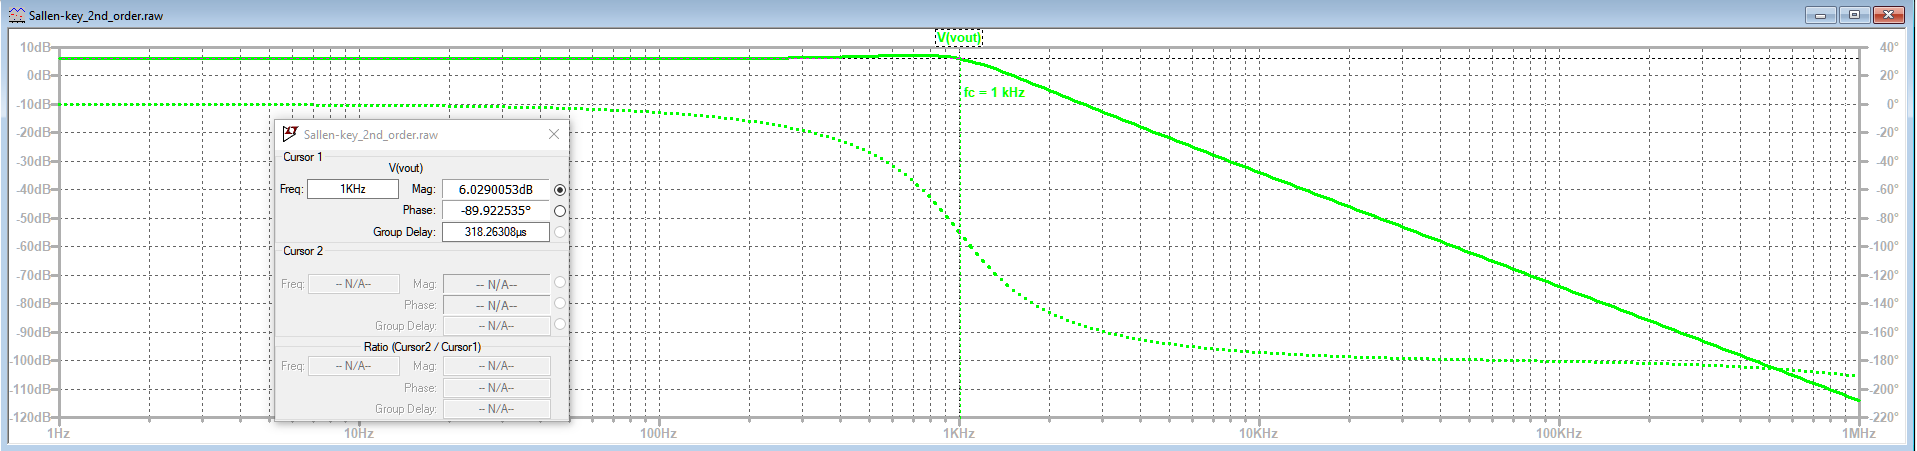 Sallen-key_2nd_order.raw
V(vout)
10dB
0dB
-10dB
-20dB
-30dB
-40dB
-50dB
-60dB
-70dB
-80dB
-90dB
-100dB
-110dB
-120dB
fc = 1 kHz
Sallen-key_2nd_order.raw
Cursor 1
V(vout)
Freq: 1KHz Mag: 6.0290053dB
Phase: -89.922535°
Group Delay: 318.26308µs
Cursor 2
Freq: -- N/A-- Mag: -- N/A--
Phase: -- N/A--
Group Delay: -- N/A--
Ratio (Cursor2 / Cursor1)
Freq: -- N/A-- Mag: -- N/A--
Phase: -- N/A--
Group Delay: -- N/A--
40°
20°
0°
-20°
-40°
-60°
-80°
-100°
-120°
-140°
-160°
-180°
-200°
-220°
1Hz 10Hz 100Hz 1KHz 10KHz 100KHz 1MHz